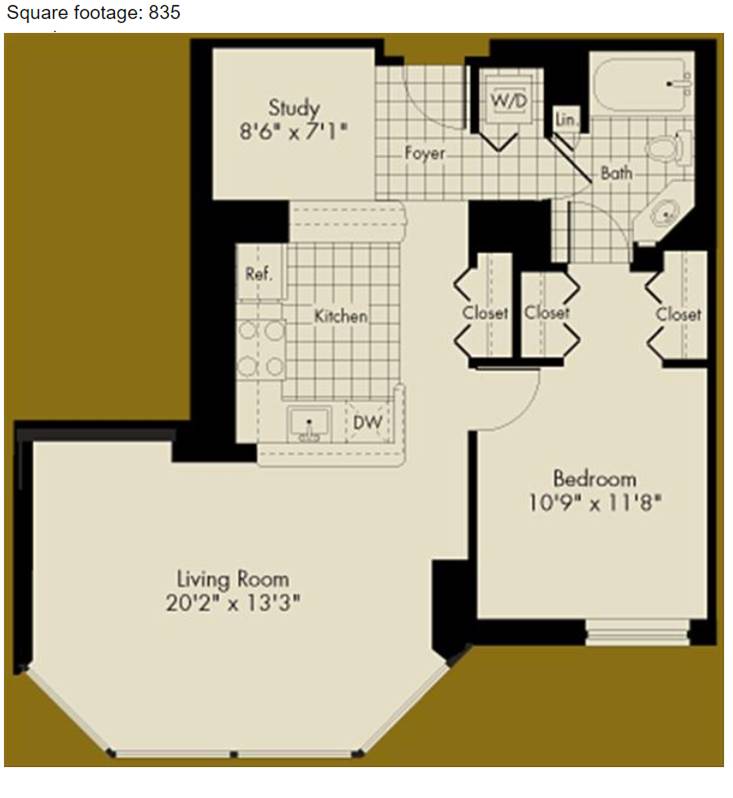 Square footage: 835
Study
8'6" x 7'1"
W/D
Lin.
Foyer
Bath
Ref.
Kitchen
Closet
Closet
Closet
DW
Bedroom
10'9" x 11'8"
Living Room
20'2" x 13'3"